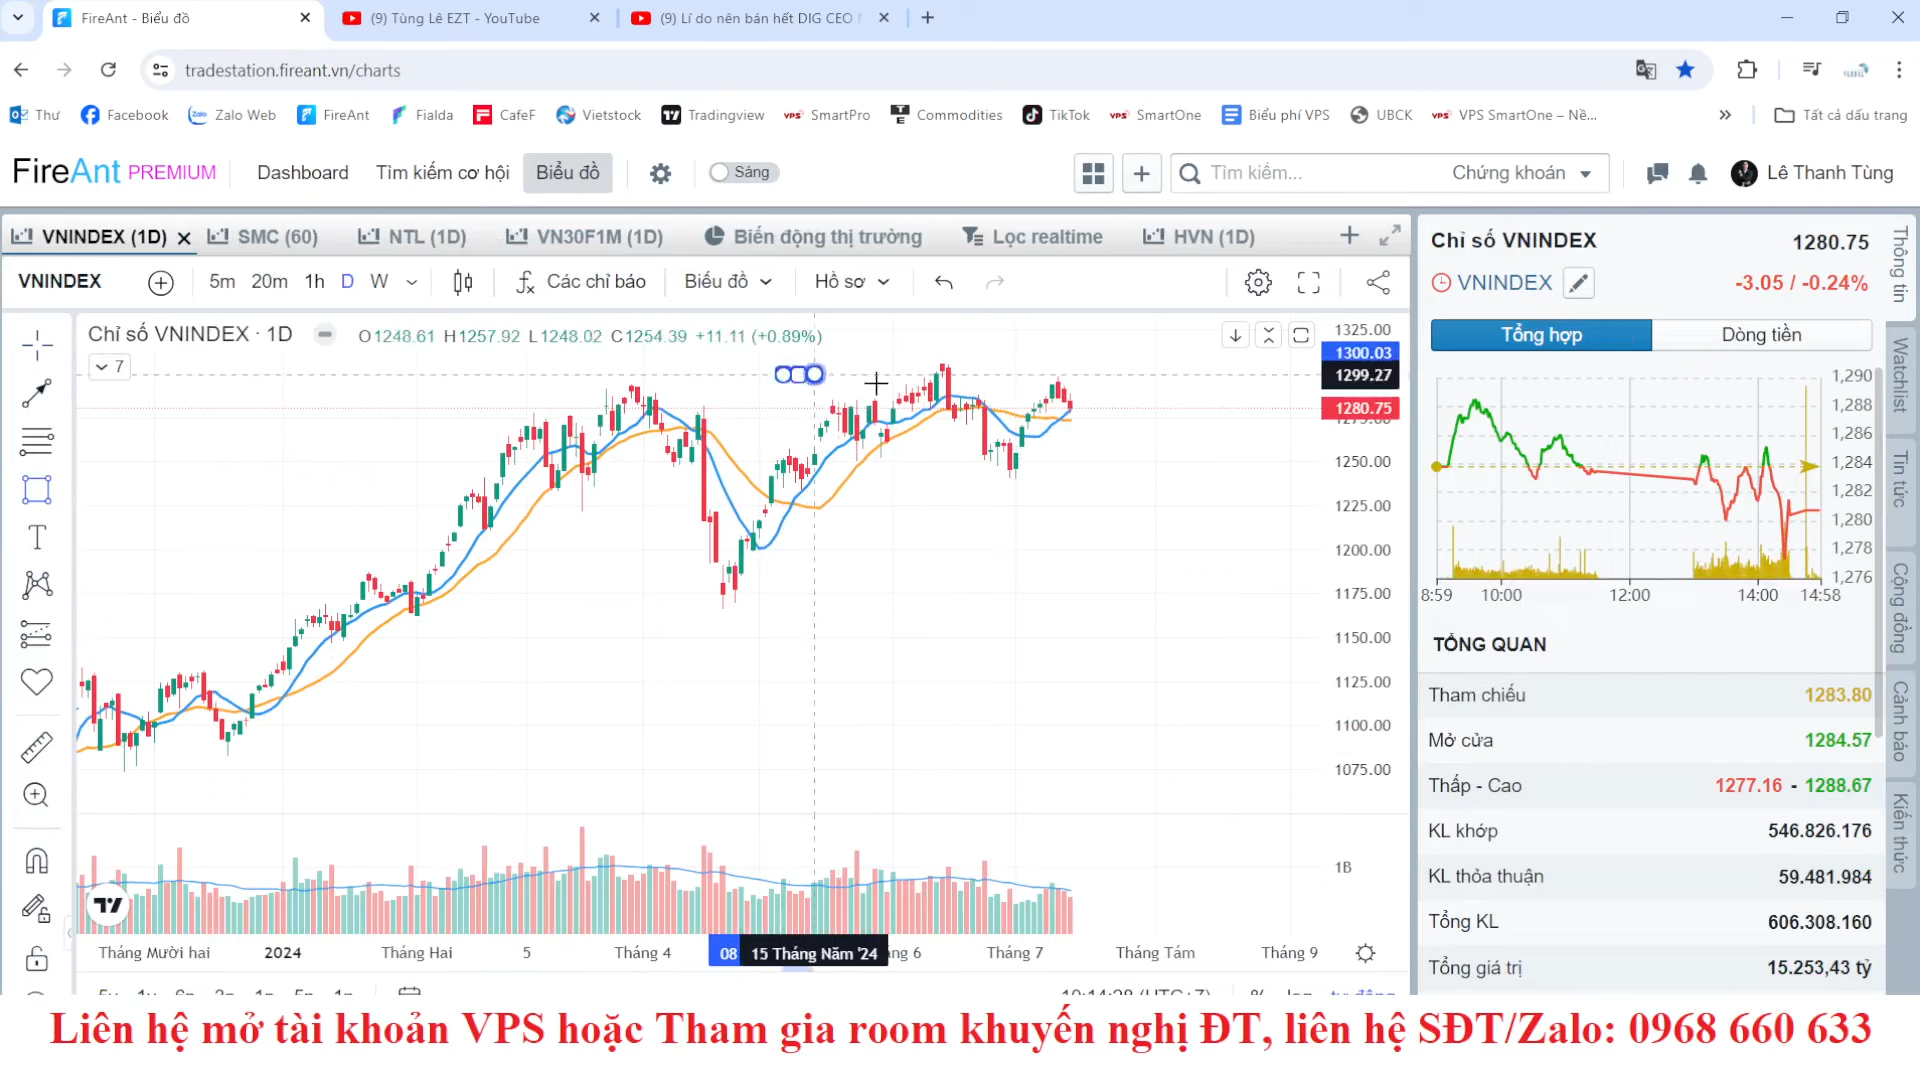 FireAnt - Biểu đồ
(9) Tùng Lê EZT - YouTube
(9) Lí do nên bán hết DIG CEO
tradestation.fireant.vn/charts
Thư
Facebook
Zalo Web
FireAnt
Fialda
CafeF
Vietstock
Tradingview
SmartPro
Commodities
TikTok
SmartOne
Biểu phí VPS
UBCK
VPS SmartOne – Nề...
Tất cả dấu trang
FireAnt PREMIUM
Dashboard
Tìm kiếm cơ hội
Biểu đồ
Sáng
Tìm kiếm...
Chứng khoán
Lê Thanh Tùng
VNINDEX (1D)
SMC (60)
NTL (1D)
VN30F1M (1D)
Biến động thị trường
Lọc realtime
HVN (1D)
VNINDEX
5m 20m 1h D W
Các chỉ báo
Biểu đồ
Hồ sơ
Chỉ số VNINDEX · 1D
O1248.61 H1257.92 L1248.02 C1254.39 +11.11 (+0.89%)
7
1325.00
1300.03
1299.27
1280.75
1250.00
1225.00
1200.00
1175.00
1150.00
1125.00
1100.00
1075.00
1B
Tháng Mười hai
2024
Tháng Hai
5
Tháng 4
08
15 Tháng Năm '24
ng 6
Tháng 7
Tháng Tám
Tháng 9
Chỉ số VNINDEX
1280.75
VNINDEX
-3.05 / -0.24%
Tổng hợp
Dòng tiền
1,290
1,288
1,286
1,284
1,282
1,280
1,278
1,276
8:59
10:00
12:00
14:00
14:58
TỔNG QUAN
Tham chiếu 1283.80
Mở cửa 1284.57
Thấp - Cao 1277.16 - 1288.67
KL khớp 546.826.176
KL thỏa thuận 59.481.984
Tổng KL 606.308.160
Tổng giá trị 15.253,43 tỷ
Thông tin
Watchlist
Tin tức
Cộng đồng
Cảnh báo
Kiến thức
Liên hệ mở tài khoản VPS hoặc Tham gia room khuyến nghị ĐT, liên hệ SĐT/Zalo: 0968 660 633